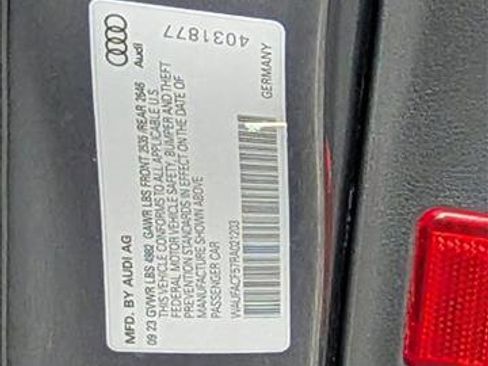 MFD. BY AUDI AG
Audi
09 23 GVWR LBS 4982 GAWR LBS FRONT 2535 /REAR 2646
THIS VEHICLE CONFORMS TO ALL APPLICABLE U.S.
FEDERAL MOTOR VEHICLE SAFETY, BUMPER AND THEFT
PREVENTION STANDARDS IN EFFECT ON THE DATE OF
MANUFACTURE SHOWN ABOVE
PASSENGER CAR
WAUFACF57RA021203
4031877
GERMANY